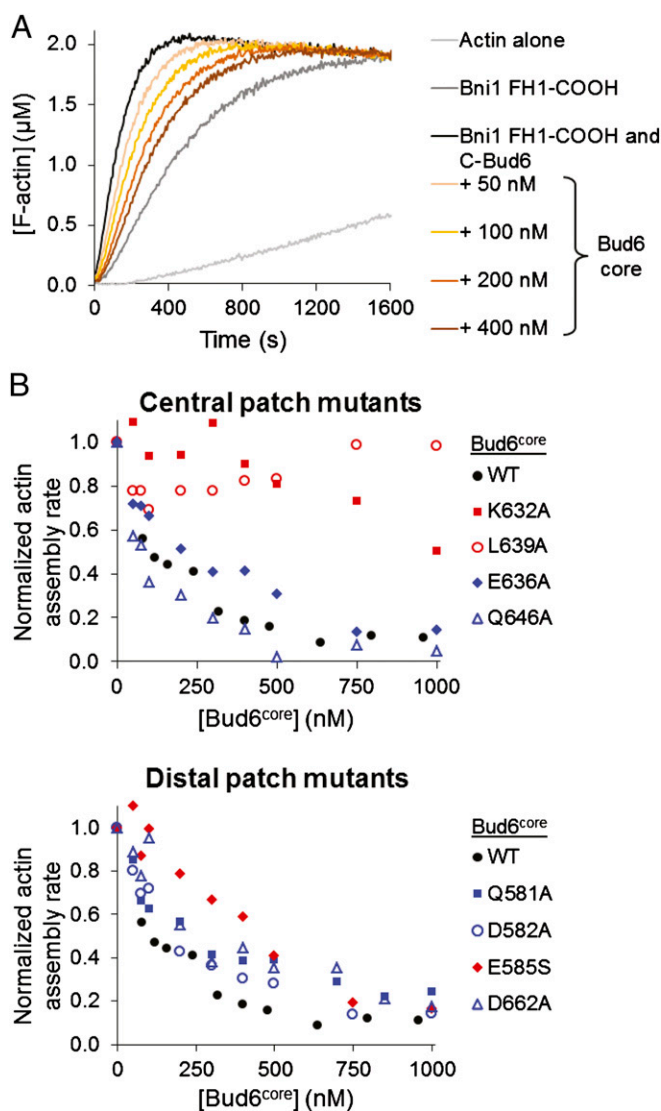 A
[F-actin] (µM)
2.0
1.5
1.0
0.5
0.0
0 400 800 1200 1600
Time (s)
Actin alone
Bni1 FH1-COOH
Bni1 FH1-COOH and
C-Bud6
+ 50 nM
+ 100 nM
+ 200 nM
+ 400 nM
Bud6
core
B
Central patch mutants
Normalized actin
assembly rate
1.0
0.8
0.6
0.4
0.2
0.0
0 250 500 750 1000
[Bud6core] (nM)
Bud6core
WT
K632A
L639A
E636A
Q646A
Distal patch mutants
Normalized actin
assembly rate
1.0
0.8
0.6
0.4
0.2
0.0
0 250 500 750 1000
[Bud6core] (nM)
Bud6core
WT
Q581A
D582A
E585S
D662A